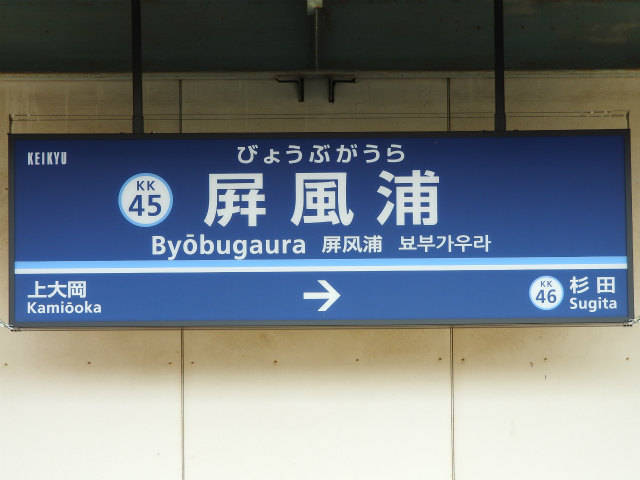 KEIKYU
びょうぶがうら
KK
45
屛風浦
Byōbugaura 屏风浦 뵤부가우라
上大岡
Kamiōoka
→
KK
46
杉田
Sugita